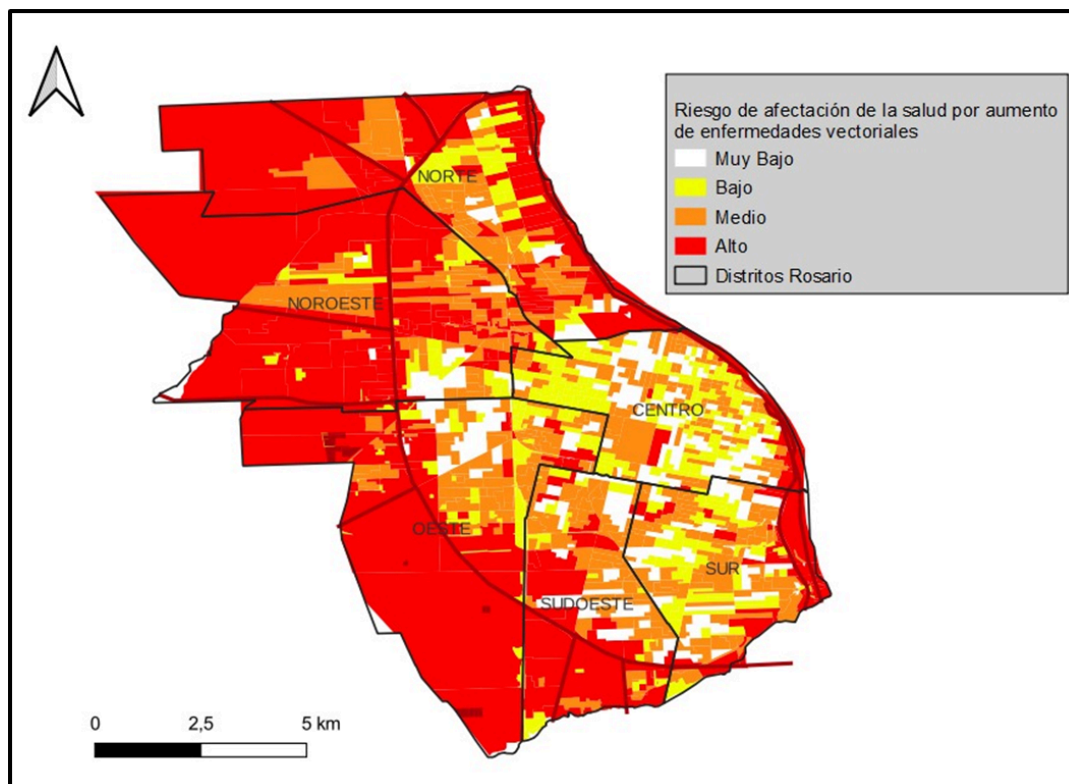 Riesgo de afectación de la salud por aumento
de enfermedades vectoriales
Muy Bajo
Bajo
Medio
Alto
Distritos Rosario
NORTE
NOROESTE
CENTRO
OESTE
SUR
SUDOESTE
0 2,5 5 km